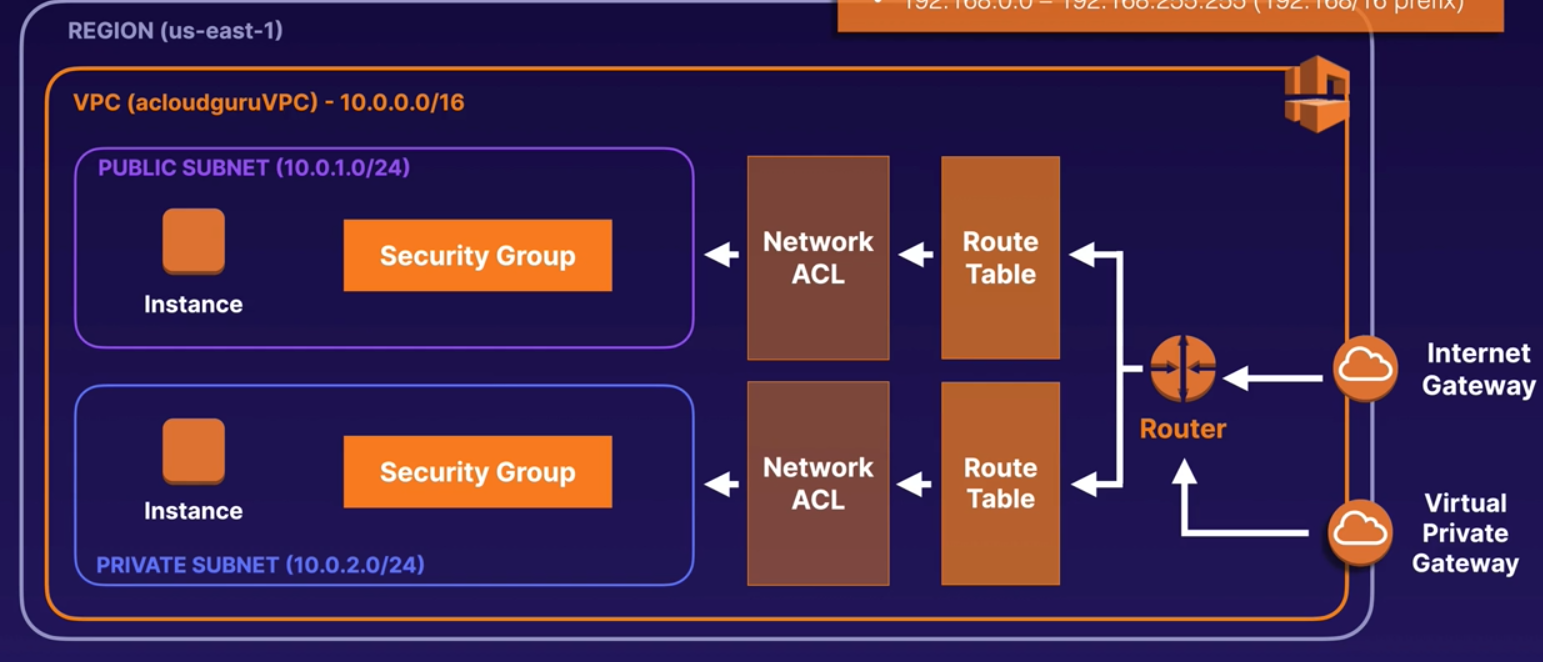 • 192.168.0.0 – 192.168.255.255 (192.168/16 prefix)
REGION (us-east-1)
VPC (acloudguruVPC) - 10.0.0.0/16
PUBLIC SUBNET (10.0.1.0/24)
Instance
Security Group
Network
ACL
Route
Table
Router
Internet
Gateway
Instance
Security Group
PRIVATE SUBNET (10.0.2.0/24)
Network
ACL
Route
Table
Virtual
Private
Gateway